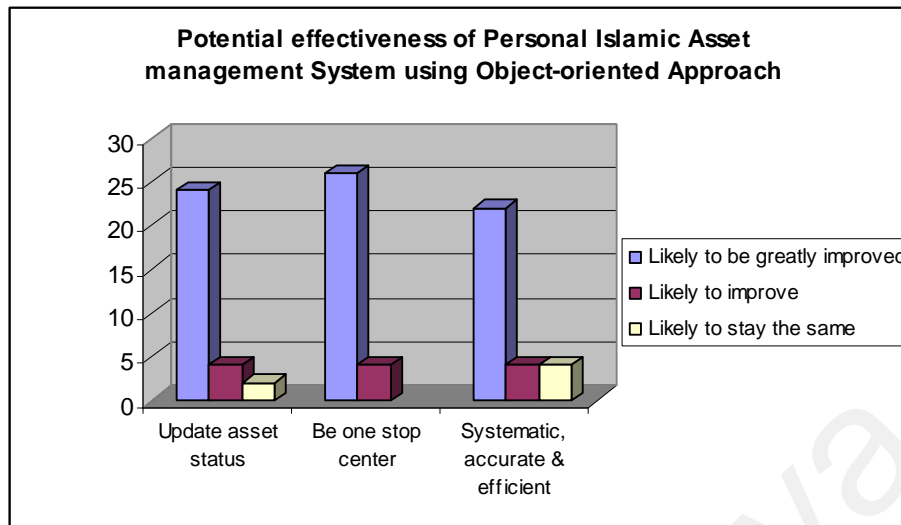 Potential effectiveness of Personal Islamic Asset
management System using Object-oriented Approach
30
25
20
15
10
5
0
Update asset
status
Be one stop
center
Systematic,
accurate &
efficient
Likely to be greatly improved
Likely to improve
Likely to stay the same